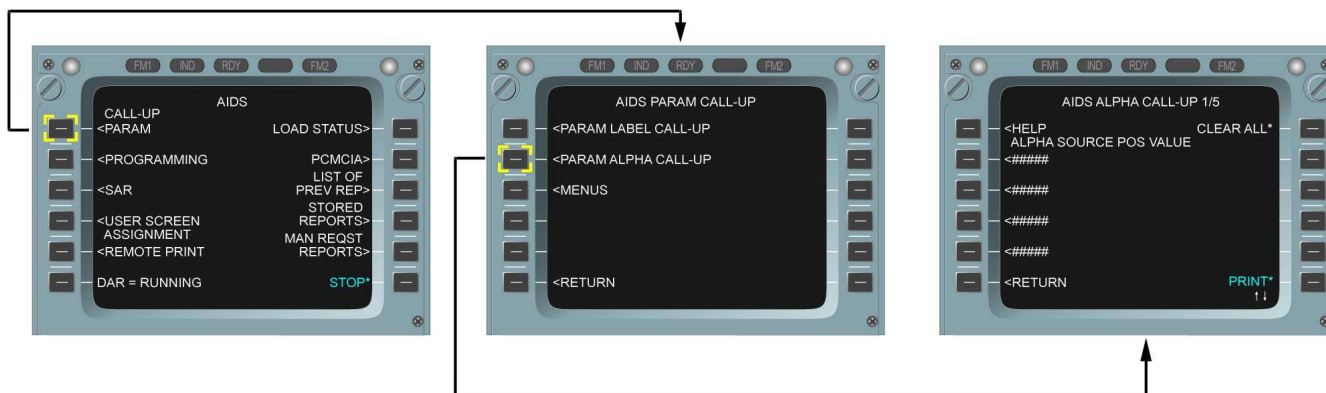 FM1 IND RDY FM2
AIDS
CALL-UP
<PARAM LOAD STATUS>
<PROGRAMMING PCMCIA>
LIST OF
<SAR PREV REP>
STORED
<USER SCREEN REPORTS>
ASSIGNMENT MAN REQST
<REMOTE PRINT REPORTS>
DAR = RUNNING STOP*
FM1 IND RDY FM2
AIDS PARAM CALL-UP
<PARAM LABEL CALL-UP
<PARAM ALPHA CALL-UP
<MENUS
<RETURN
FM1 IND RDY FM2
AIDS ALPHA CALL-UP 1/5
<HELP CLEAR ALL*
ALPHA SOURCE POS VALUE
<#####
<#####
<#####
<#####
<RETURN PRINT*
↑↓